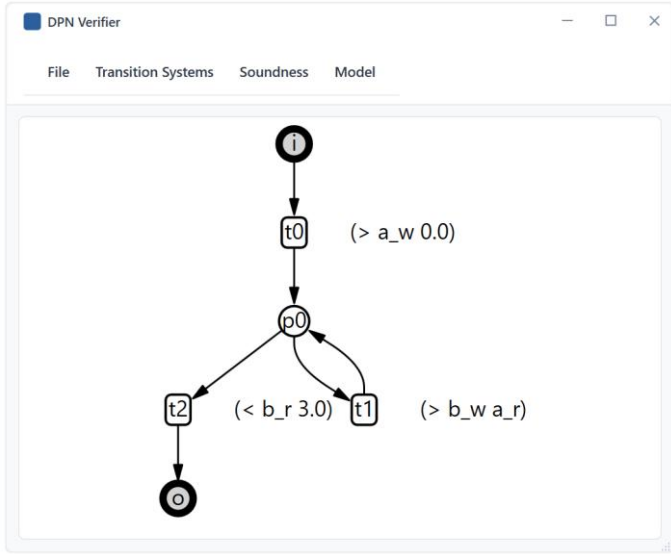 DPN Verifier
File Transition Systems Soundness Model
i
t0 (> a_w 0.0)
p0
t2 (< b_r 3.0) t1 (> b_w a_r)
o